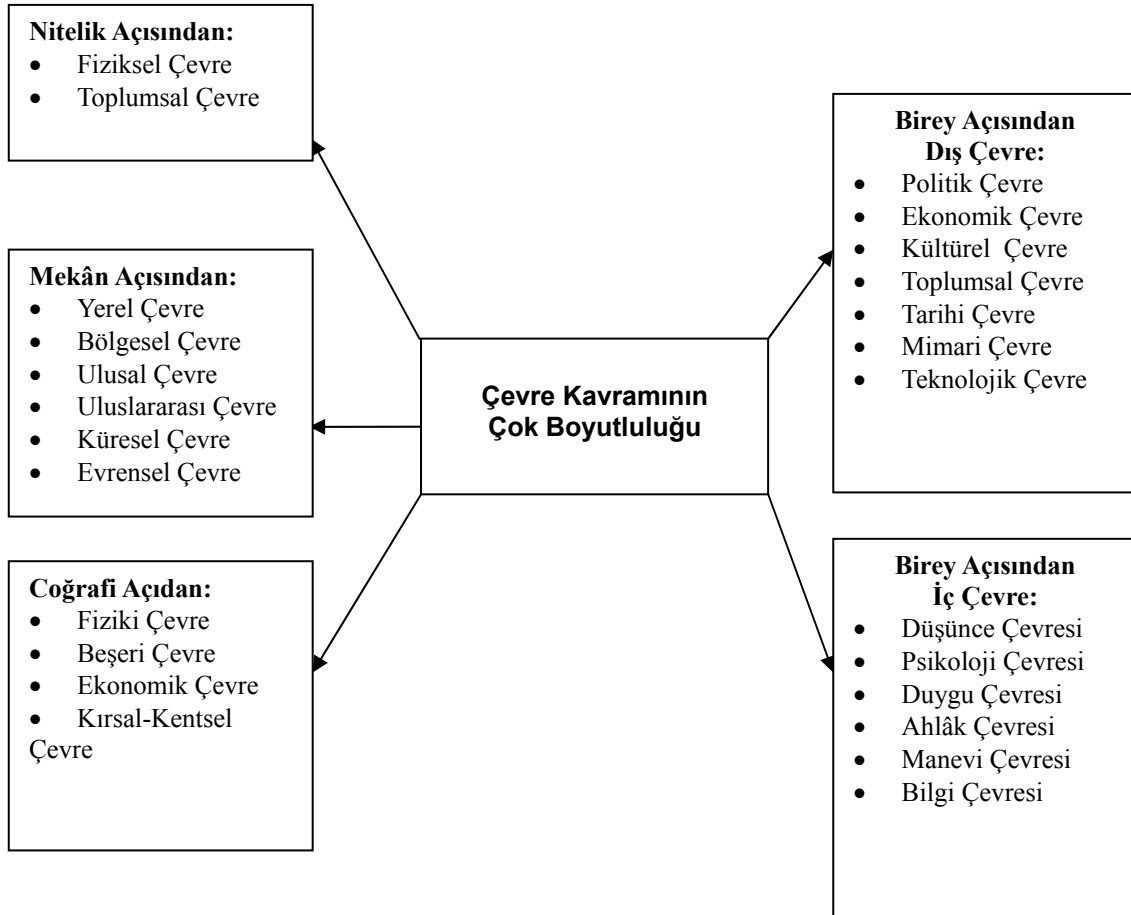 Nitelik Açısından:
• Fiziksel Çevre
• Toplumsal Çevre
Mekân Açısından:
• Yerel Çevre
• Bölgesel Çevre
• Ulusal Çevre
• Uluslararası Çevre
• Küresel Çevre
• Evrensel Çevre
Coğrafi Açıdan:
• Fiziki Çevre
• Beşeri Çevre
• Ekonomik Çevre
• Kırsal-Kentsel
Çevre
Çevre Kavramının
Çok Boyutluluğu
Birey Açısından
Dış Çevre:
• Politik Çevre
• Ekonomik Çevre
• Kültürel Çevre
• Toplumsal Çevre
• Tarihi Çevre
• Mimari Çevre
• Teknolojik Çevre
Birey Açısından
İç Çevre:
• Düşünce Çevresi
• Psikoloji Çevresi
• Duygu Çevresi
• Ahlâk Çevresi
• Manevi Çevresi
• Bilgi Çevresi